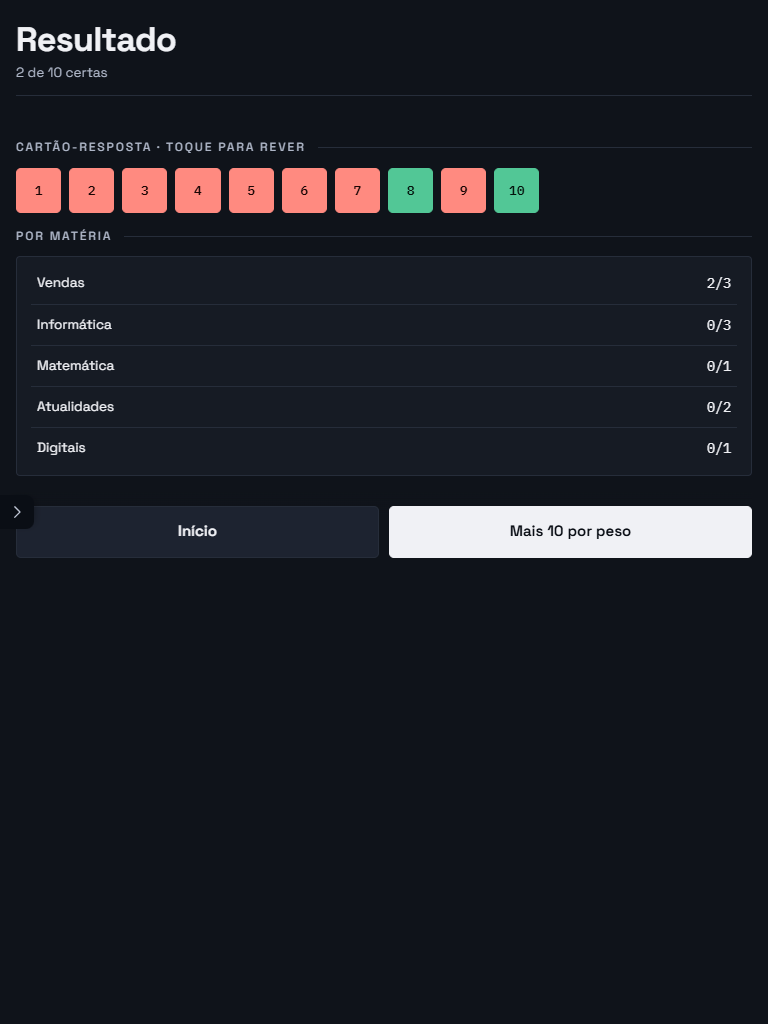 Resultado
2 de 10 certas
CARTÃO-RESPOSTA · TOQUE PARA REVER
1 2 3 4 5 6 7 8 9 10
POR MATÉRIA
Vendas 2/3
Informática 0/3
Matemática 0/1
Atualidades 0/2
Digitais 0/1
Início Mais 10 por peso